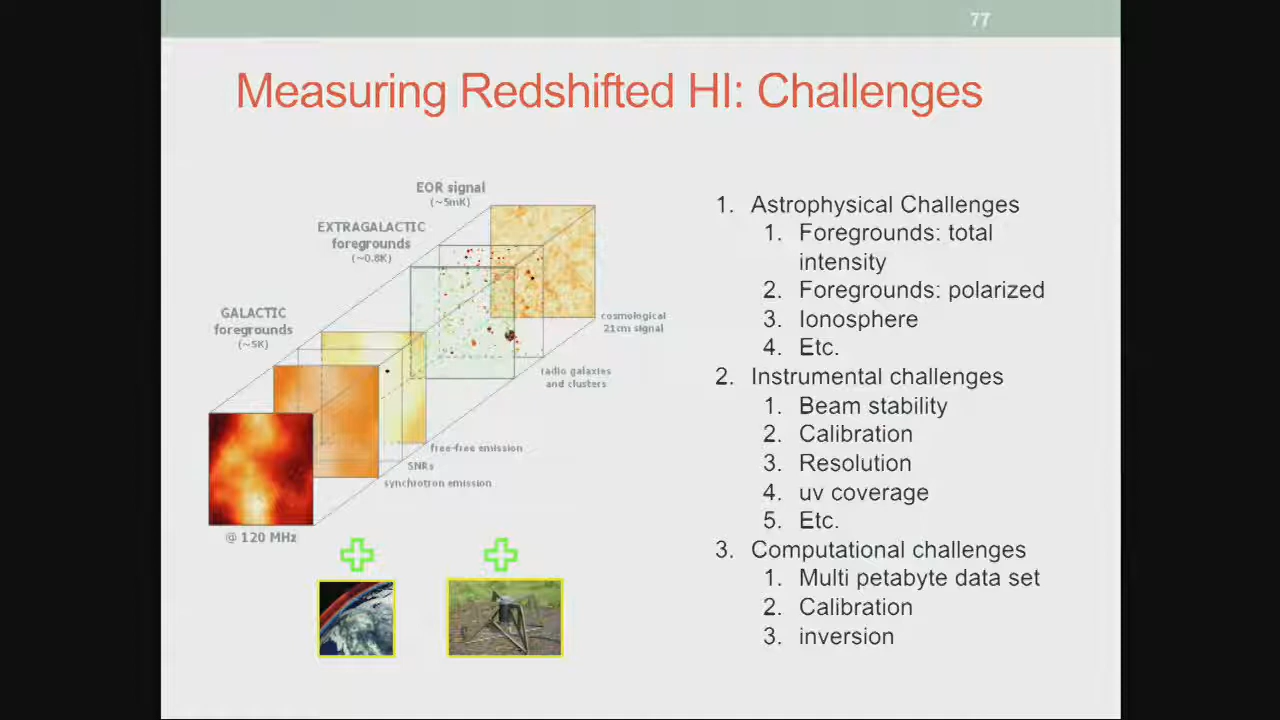 77
Measuring Redshifted HI: Challenges
EOR signal
(~5mK)
EXTRAGALACTIC
foregrounds
(~0.8K)
GALACTIC
foregrounds
(~5K)
cosmological
21cm signal
radio galaxies
and clusters
free-free emission
SNRs
synchrotron emission
@ 120 MHz
1. Astrophysical Challenges
1. Foregrounds: total
intensity
2. Foregrounds: polarized
3. Ionosphere
4. Etc.
2. Instrumental challenges
1. Beam stability
2. Calibration
3. Resolution
4. uv coverage
5. Etc.
3. Computational challenges
1. Multi petabyte data set
2. Calibration
3. inversion